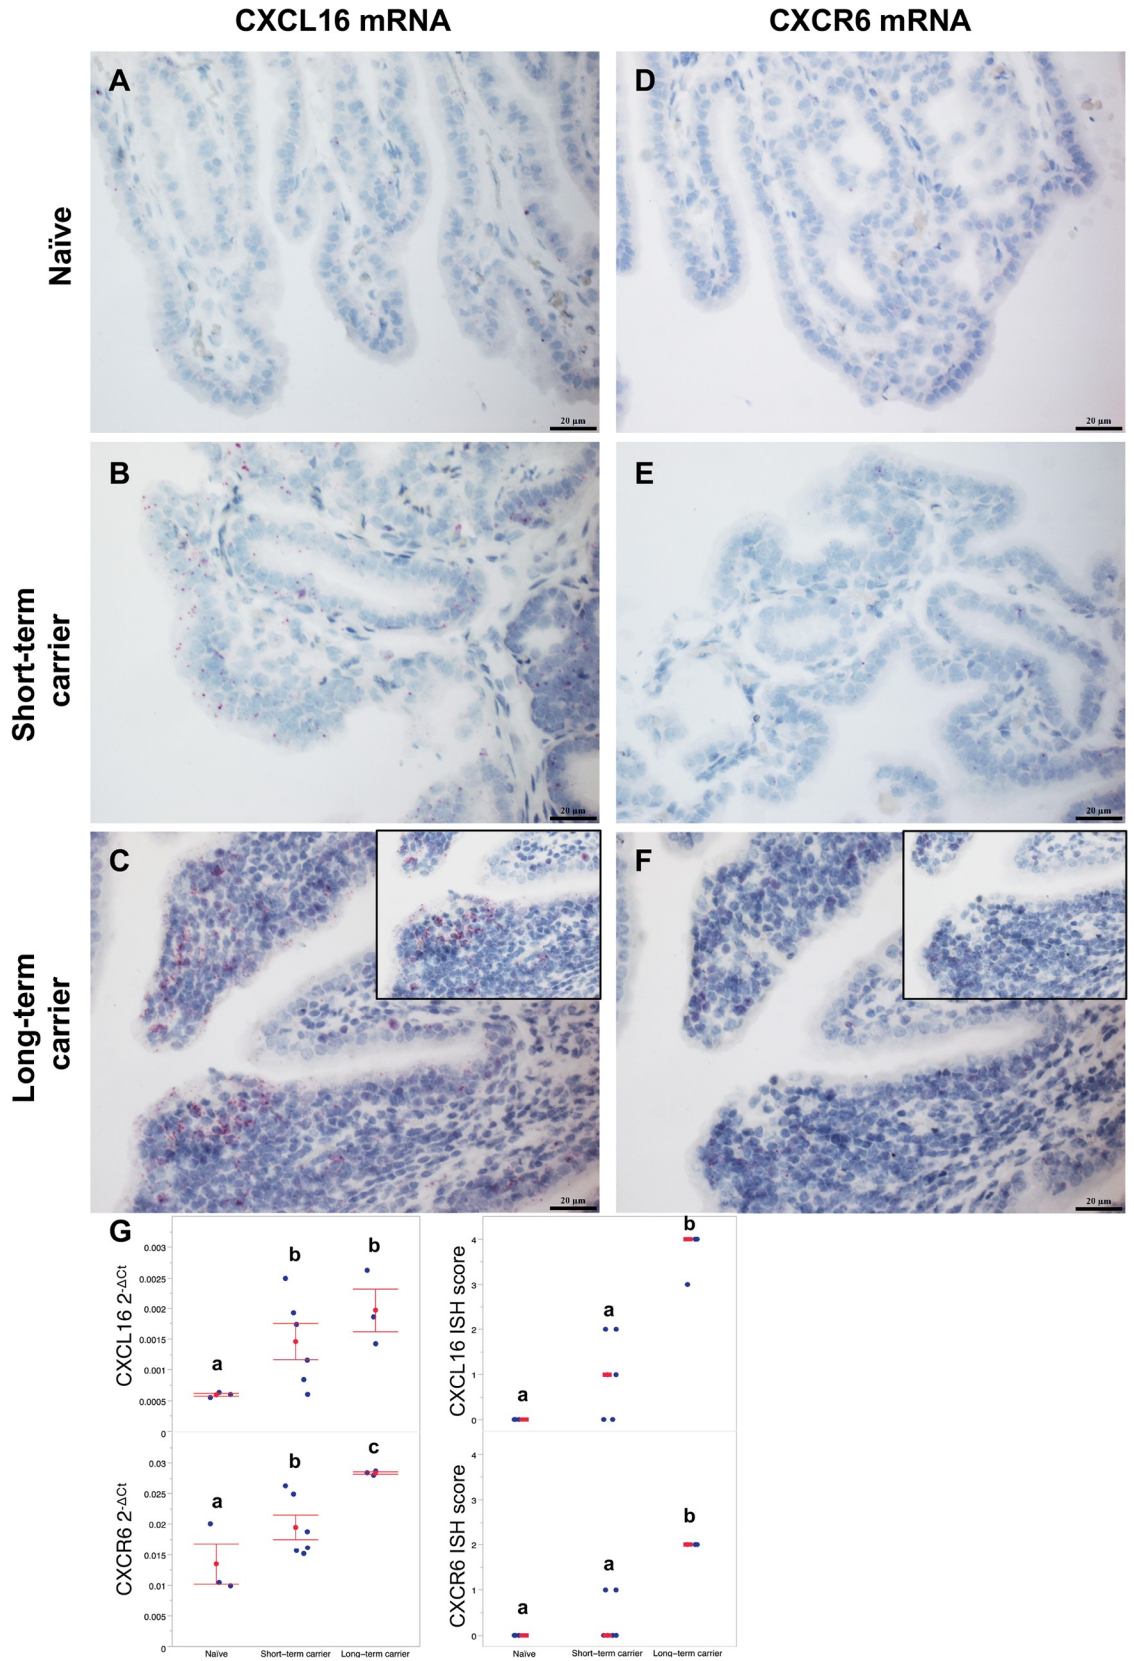 CXCL16 mRNA
CXCR6 mRNA
Naïve
A
20 µm
D
20 µm
Short-term
carrier
B
20 µm
E
20 µm
Long-term
carrier
C
20 µm
F
20 µm
G
CXCL16 2-ΔCt
0.003
0.0025
0.002
0.0015
0.001
0.0005
0
a
b
b
CXCL16 ISH score
4
3
2
1
0
a
a
b
CXCR6 2-ΔCt
0.03
0.025
0.02
0.015
0.01
0.005
0
a
b
c
Naïve
Short-term carrier
Long-term carrier
CXCR6 ISH score
4
3
2
1
0
a
a
b
Naïve
Short-term carrier
Long-term carrier